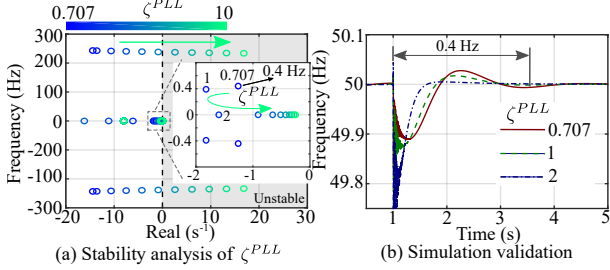 0.707 ζ^PLL 10
300
200
100
0
-100
-200
-300
Frequency (Hz)
1 0.707 0.4 Hz
ζ^PLL
2
0.4
0
-0.4
-2 -1 0
Unstable
-20 -10 0 10 20 30
Real (s^-1)
(a) Stability analysis of ζ^PLL
50.1
50
49.9
49.8
Frequency (Hz)
0.4 Hz
ζ^PLL
0.707
1
2
0 1 2 3 4 5
Time (s)
(b) Simulation validation